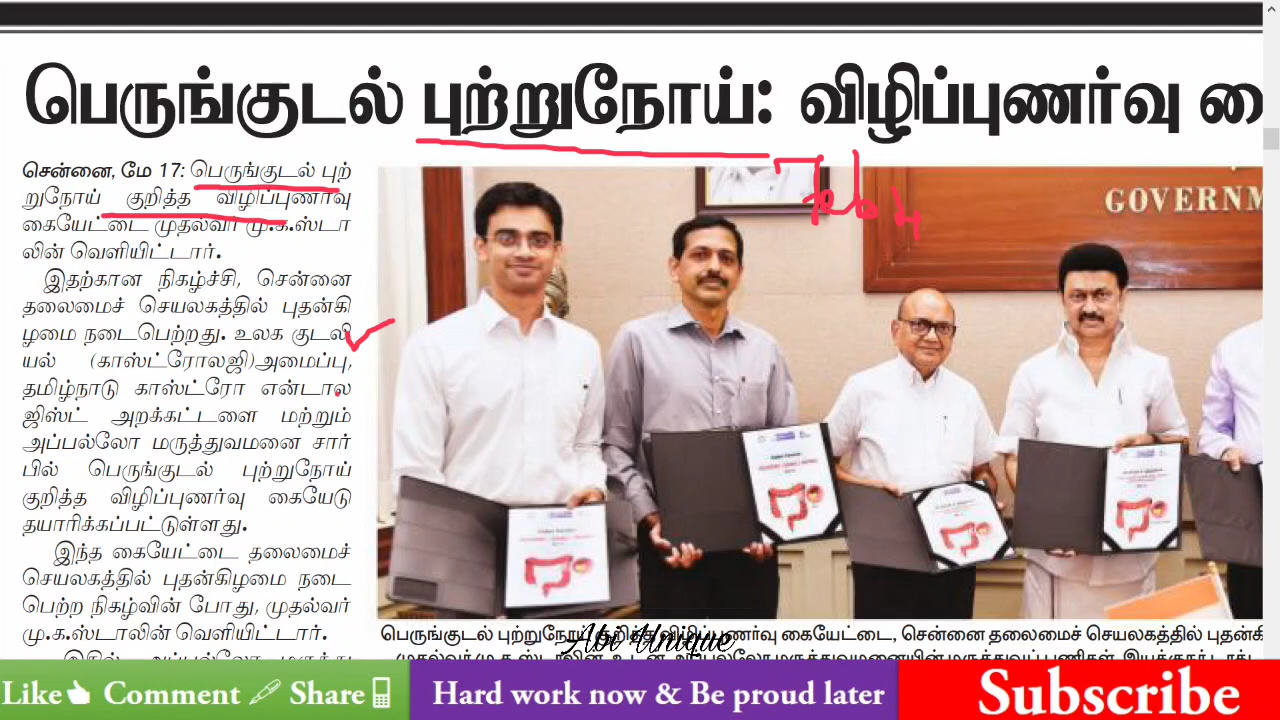 பெருங்குடல் புற்றுநோய்: விழிப்புணர்வு கை
சென்னை, மே 17: பெருங்குடல் புற்
றுநோய் குறித்த விழிப்புணர்வு
கையேட்டை முதல்வர் மு.க.ஸ்டா
லின் வெளியிட்டார்.
இதற்கான நிகழ்ச்சி, சென்னை
தலைமைச் செயலகத்தில் புதன்கி
ழமை நடைபெற்றது. உலக குடலி
யல் (காஸ்ட்ரோலஜி)அமைப்பு,
தமிழ்நாடு காஸ்ட்ரோ என்டால
ஜிஸ்ட் அறக்கட்டளை மற்றும்
அப்பல்லோ மருத்துவமனை சார்
பில் பெருங்குடல் புற்றுநோய்
குறித்த விழிப்புணர்வு கையேடு
தயாரிக்கப்பட்டுள்ளது.
இந்த கையேட்டை தலைமைச்
செயலகத்தில் புதன்கிழமை நடை
பெற்ற நிகழ்வின் போது, முதல்வர்
மு.க.ஸ்டாலின் வெளியிட்டார்.
GOVERNM
பெருங்குடல் புற்றுநோய் குறித்த விழிப்புணர்வு கையேட்டை, சென்னை தலைமைச் செயலகத்தில் புதன்கி
Abi Unique
Like Comment Share
Hard work now & Be proud later
Subscribe